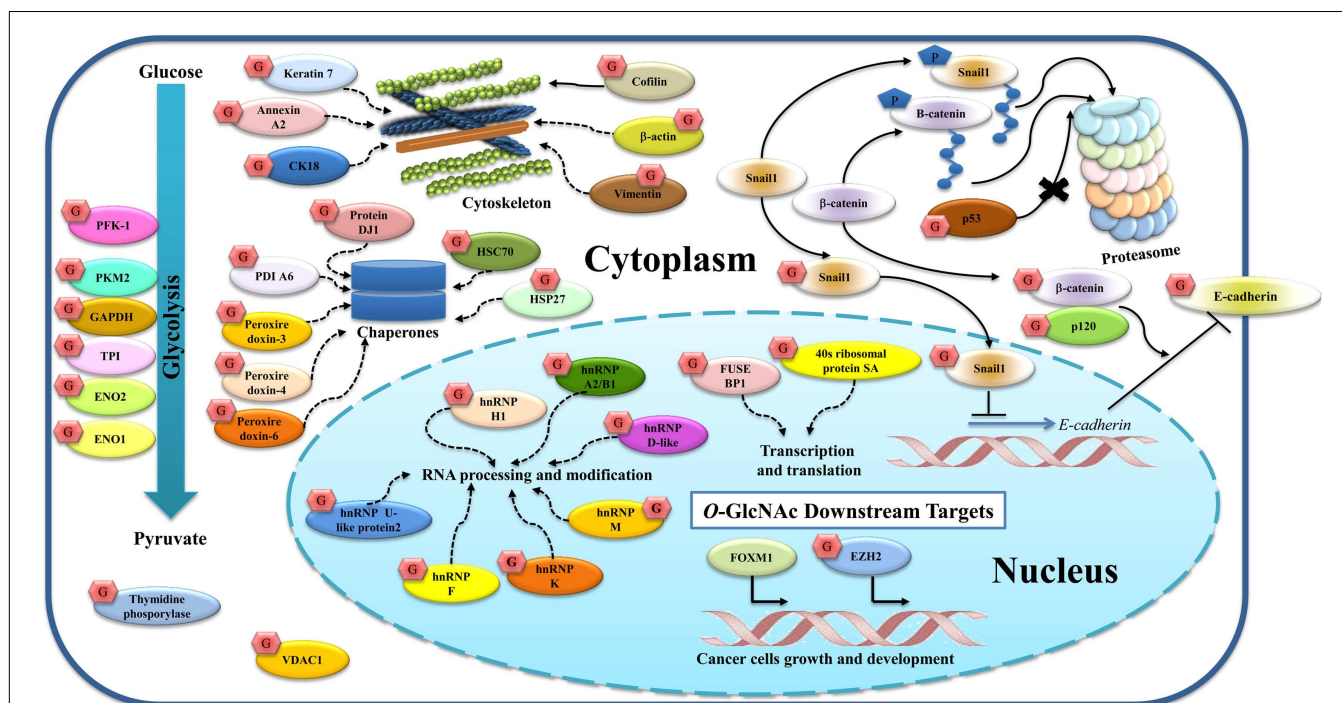 Glucose
Glycolysis
Pyruvate
G
PFK-1
G
PKM2
G
GAPDH
G
TPI
G
ENO2
G
ENO1
G
Thymidine
phosporylase
G
VDAC1
G
Keratin 7
G
Annexin
A2
G
CK18
G
Cofilin
G
β-actin
G
Vimentin
Cytoskeleton
G
Protein
DJ1
G
PDI A6
G
HSC70
G
HSP27
G
Peroxire
doxin-3
Chaperones
G
Peroxire
doxin-4
G
Peroxire
doxin-6
Cytoplasm
P
Snail1
P
B-catenin
Snail1
β-catenin
G
p53
Proteasome
G
Snail1
G
β-catenin
G
p120
G
E-cadherin
G
hnRNP
A2/B1
G
hnRNP
H1
G
hnRNP
D-like
RNA processing and modification
G
hnRNP U-
like protein2
hnRNP
M
G
G
hnRNP
F
G
hnRNP
K
G
FUSE
BP1
G
40s ribosomal
protein SA
Transcription
and translation
G
Snail1
E-cadherin
O-GlcNAc Downstream Targets
FOXM1
G
EZH2
Nucleus
Cancer cells growth and development